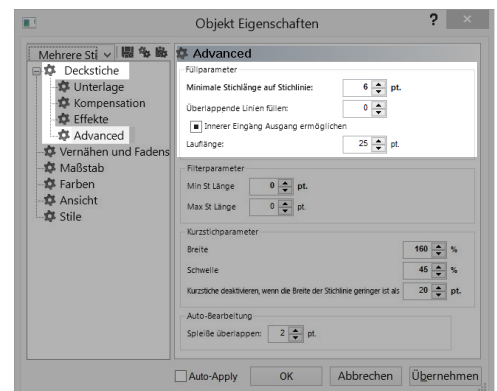 Objekt Eigenschaften
?
Mehrere Sti
Deckstiche
Unterlage
Kompensation
Effekte
Advanced
Vernähen und Fadens
Maßstab
Farben
Ansicht
Stile
Advanced
Füllparameter
Minimale Stichlänge auf Stichlinie: 6 pt.
Überlappende Linien füllen: 0
Innerer Eingang Ausgang ermöglichen
Lauflänge: 25 pt.
Filterparameter
Min St Länge 0 pt.
Max St Länge 0 pt.
Kurzstichparameter
Breite 160 %
Schwelle 45 %
Kurzstiche deaktivieren, wenn die Breite der Stichlinie geringer ist als 20 pt.
Auto-Bearbeitung
Spleiße überlappen: 2 pt.
Auto-Apply OK Abbrechen Übernehmen